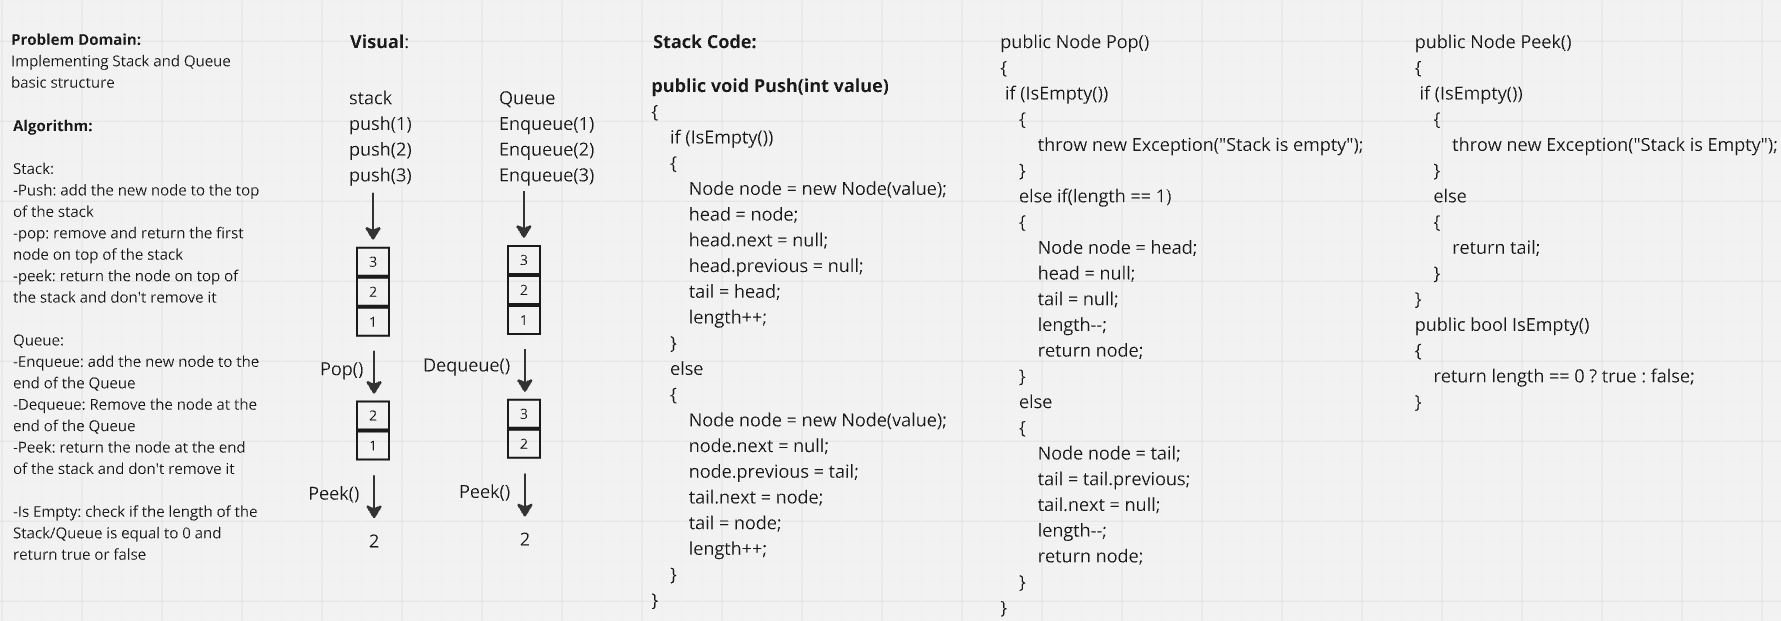 Problem Domain:
Implementing Stack and Queue
basic structure
Algorithm:
Stack:
-Push: add the new node to the top
of the stack
-pop: remove and return the first
node on top of the stack
-peek: return the node on top of
the stack and don't remove it
Queue:
-Enqueue: add the new node to the
end of the Queue
-Dequeue: Remove the node at the
end of the Queue
-Peek: return the node at the end
of the stack and don't remove it
-Is Empty: check if the length of the
Stack/Queue is equal to 0 and
return true or false
Visual:
stack
push(1)
push(2)
push(3)
3
2
1
Pop()
2
1
Peek()
2
Queue
Enqueue(1)
Enqueue(2)
Enqueue(3)
3
2
1
Dequeue()
3
2
Peek()
2
Stack Code:
public void Push(int value)
{
if (IsEmpty())
{
Node node = new Node(value);
head = node;
head.next = null;
head.previous = null;
tail = head;
length++;
}
else
{
Node node = new Node(value);
node.next = null;
node.previous = tail;
tail.next = node;
tail = node;
length++;
}
}
public Node Pop()
{
if (IsEmpty())
{
throw new Exception("Stack is empty");
}
else if(length == 1)
{
Node node = head;
head = null;
tail = null;
length--;
return node;
}
else
{
Node node = tail;
tail = tail.previous;
tail.next = null;
length--;
return node;
}
}
public Node Peek()
{
if (IsEmpty())
{
throw new Exception("Stack is Empty");
}
else
{
return tail;
}
}
public bool IsEmpty()
{
return length == 0 ? true : false;
}